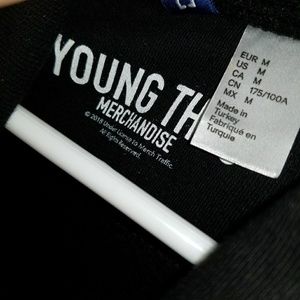 YOUNG TH
MERCHANDISE
© 2018 Under License to Merch Traffic.
All Rights Reserved.
EUR M
US M
CA M
CN 175/100A
MX M
Made in
Turkey
Fabriqué en
Turquie